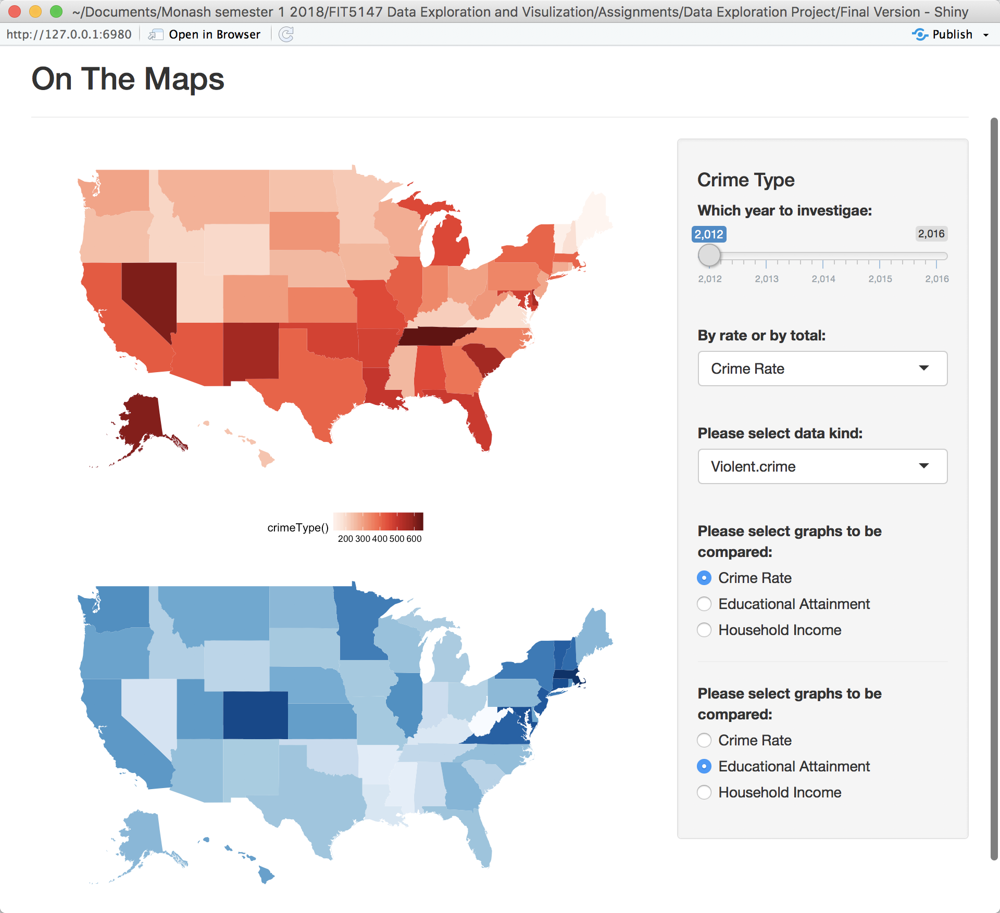 ~/Documents/Monash semester 1 2018/FIT5147 Data Exploration and Visulization/Assignments/Data Exploration Project/Final Version - Shiny
http://127.0.0.1:6980 Open in Browser Publish
On The Maps
Crime Type
Which year to investigae:
2,012 2,016
2,012 2,013 2,014 2,015 2,016
By rate or by total:
Crime Rate
Please select data kind:
Violent.crime
crimeType()
200 300 400 500 600
Please select graphs to be
compared:
Crime Rate
Educational Attainment
Household Income
Please select graphs to be
compared:
Crime Rate
Educational Attainment
Household Income